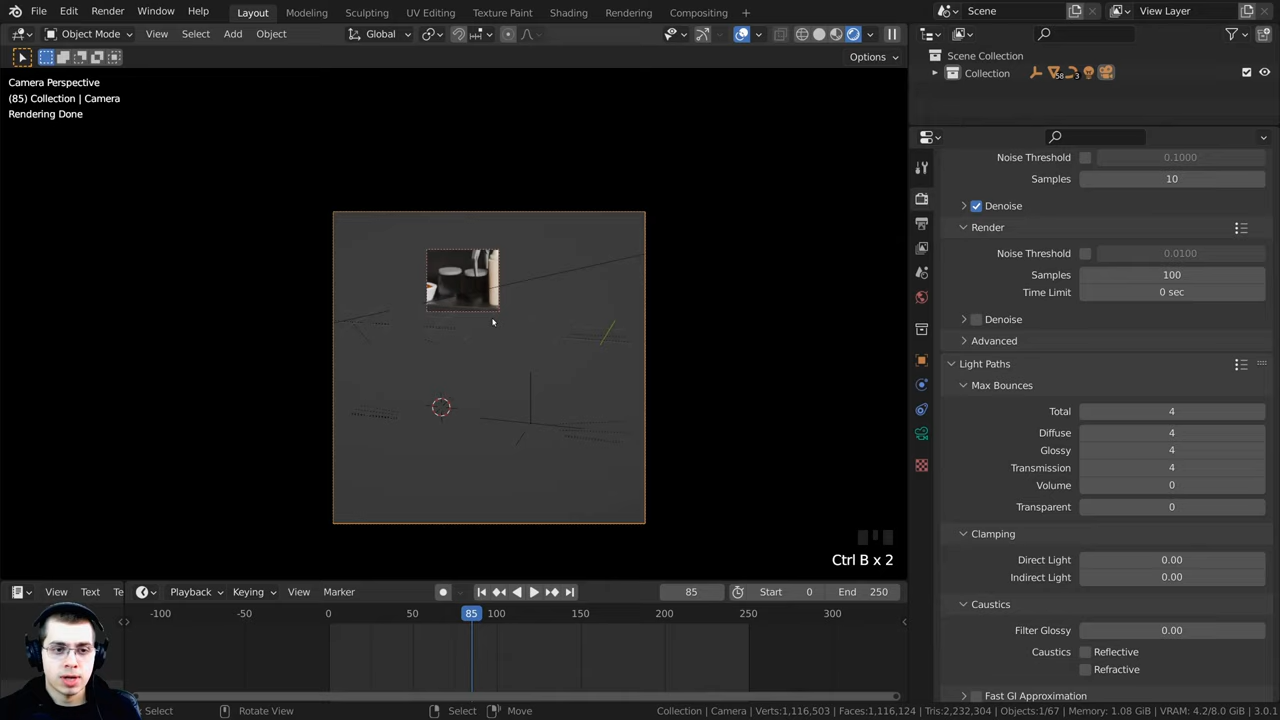 File Edit Render Window Help Layout Modeling Sculpting UV Editing Texture Paint Shading Rendering Compositing + Scene View Layer
Object Mode View Select Add Object Global
Options
Camera Perspective
(85) Collection | Camera
Rendering Done
Scene Collection
Collection 58 3
Noise Threshold 0.1000
Samples 10
Denoise
Render
Noise Threshold 0.0100
Samples 100
Time Limit 0 sec
Denoise
Advanced
Light Paths
Max Bounces
Total 4
Diffuse 4
Glossy 4
Transmission 4
Volume 0
Transparent 0
Clamping
Direct Light 0.00
Indirect Light 0.00
Caustics
Filter Glossy 0.00
Caustics Reflective
Refractive
Fast GI Approximation
Ctrl B x 2
View Text Te Playback Keying View Marker 85 Start 0 End 250
-100 -50 0 50 85 100 150 200 250 300
Select Rotate View Select Move Collection | Camera Verts:1,116,503 | Faces:1,116,124 | Tris:2,232,304 | Objects:1/67 | Memory: 1.08 GiB | VRAM: 4.2/8.0 GiB | 3.0.1